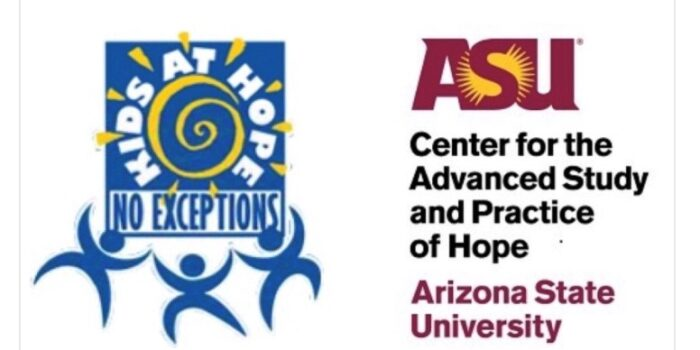 KIDS AT HOPE
NO EXCEPTIONS
ASU
Center for the
Advanced Study
and Practice
of Hope
Arizona State
University